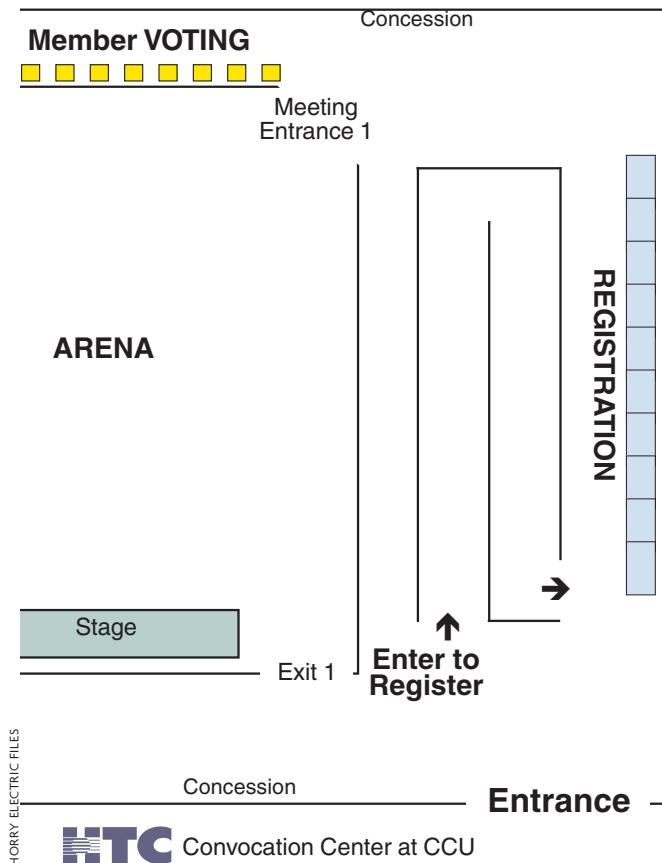 Concession
Member VOTING
Meeting
Entrance 1
REGISTRATION
ARENA
Stage
Exit 1
Enter to
Register
HORRY ELECTRIC FILES
Concession
Entrance
HTC Convocation Center at CCU